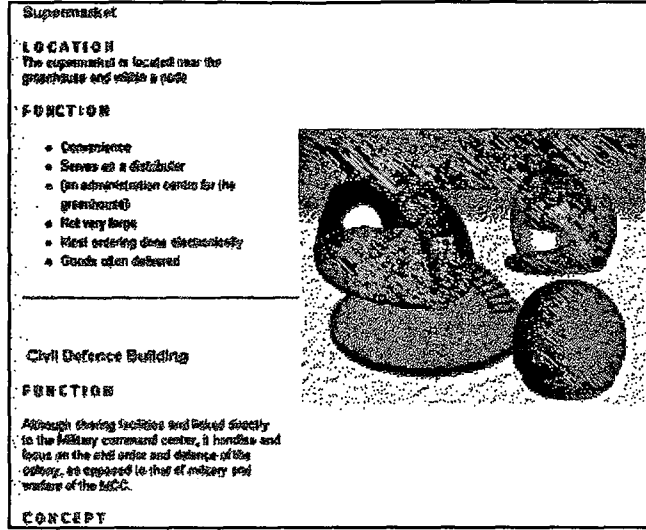 Supermarket
LOCATION
The supermarket is located near the
greenhouse and within a node
FUNCTION
Convenience
Serves as a distributer
(an administration centre for the
greenhouse)
Not very large
Most ordering done electronically
Goods often delivered
Civil Defence Building
FUNCTION
Although sharing facilities and linked directly
to the Military command center, it handles and
focus on the civil order and defence of the
colony, as opposed to that of military and
warfare of the MCC.
CONCEPT